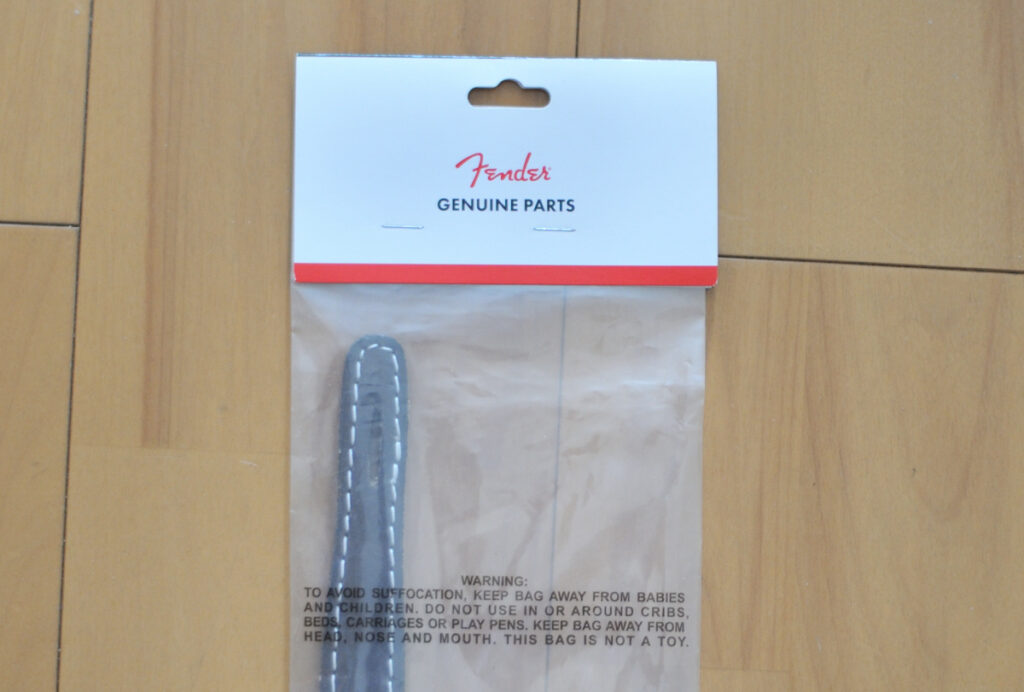 Fender
GENUINE PARTS
WARNING:
TO AVOID SUFFOCATION, KEEP BAG AWAY FROM BABIES
AND CHILDREN. DO NOT USE IN OR AROUND CRIBS,
BEDS, CARRIAGES OR PLAY PENS. KEEP BAG AWAY FROM
HEAD, NOSE AND MOUTH. THIS BAG IS NOT A TOY.